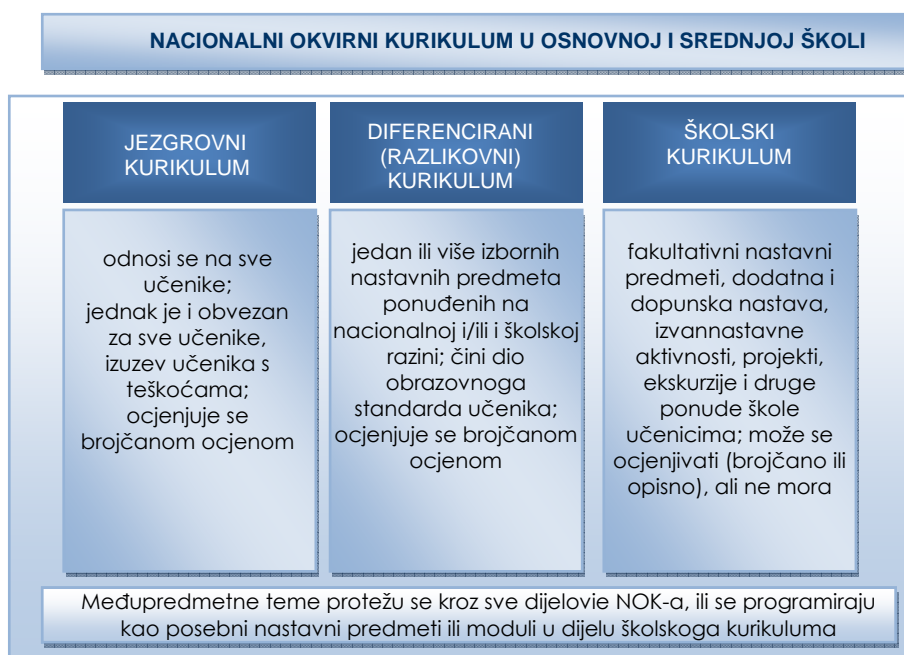 NACIONALNI OKVIRNI KURIKULUM U OSNOVNOJ I SREDNJOJ ŠKOLI
JEZGROVNI
KURIKULUM
odnosi se na sve
učenike;
jednak je i obvezan
za sve učenike,
izuzev učenika s
teškoćama;
ocjenjuje se
brojčanom ocjenom
DIFERENCIRANI
(RAZLIKOVNI)
KURIKULUM
jedan ili više izbornih
nastavnih predmeta
ponuđenih na
nacionalnoj i/ili i školskoj
razini; čini dio
obrazovnoga
standarda učenika;
ocjenjuje se brojčanom
ocjenom
ŠKOLSKI
KURIKULUM
fakultativni nastavni
predmeti, dodatna i
dopunska nastava,
izvannastavne
aktivnosti, projekti,
ekskurzije i druge
ponude škole
učenicima; može se
ocjenjivati (brojčano ili
opisno), ali ne mora
Međupredmetne teme protežu se kroz sve dijelovie NOK-a, ili se programiraju
kao posebni nastavni predmeti ili moduli u dijelu školskoga kurikuluma